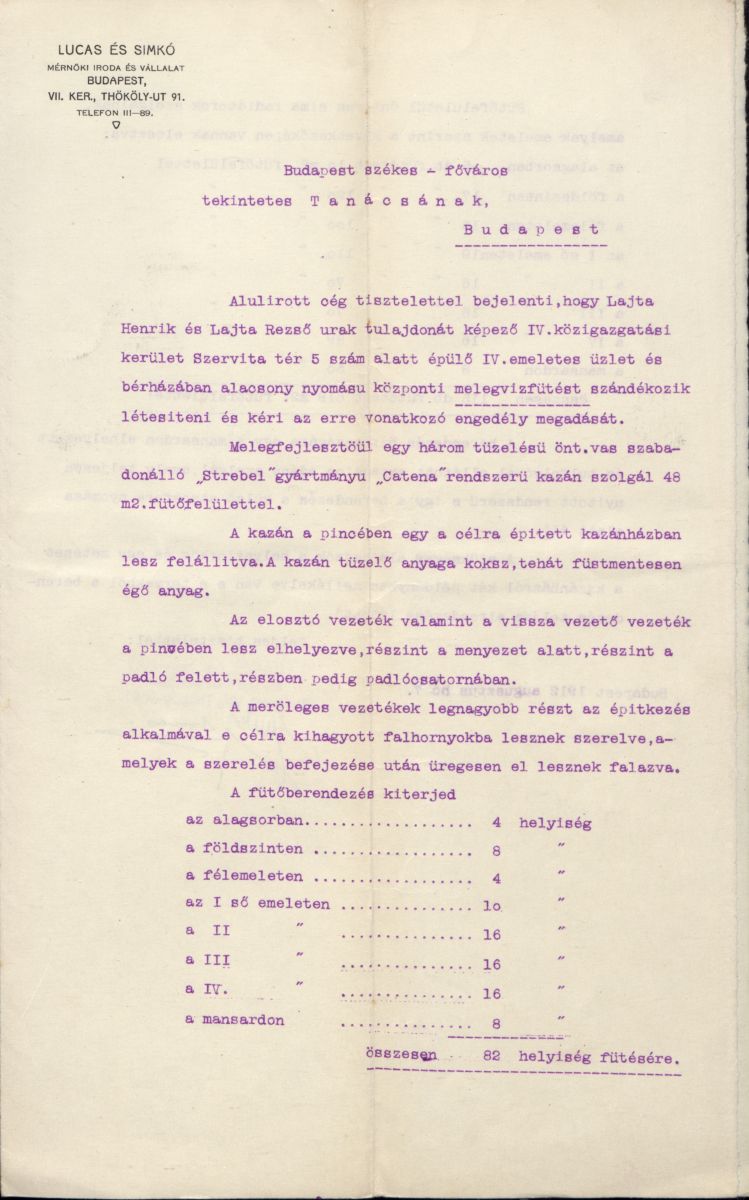 LUCAS ÉS SIMKÓ
MÉRNÖKI IRODA ÉS VÁLLALAT
BUDAPEST,
VII. KER., THÖKÖLY-UT 91.
TELEFON III—89.
Budapest székes - főváros
tekintetes Tanácsának,
Budapest
Alulirott cég tisztelettel bejelenti,hogy Lajta
Henrik és Lajta Rezső urak tulajdonát képező IV.közigazgatási
kerület Szervita tér 5 szám alatt épülő IV.emeletes üzlet és
bérházában alacsony nyomásu központi melegvizfütést szándékozik
létesiteni és kéri az erre vonatkozó engedély megadását.
Melegfejlesztöül egy három tüzelésü önt.vas szaba-
donálló „Strebel"gyártmányu „Catena"rendszerü kazán szolgál 48
m2.fütőfelülettel.
A kazán a pincében egy a célra épitett kazánházban
lesz felállitva.A kazán tüzelő anyaga koksz,tehát füstmentesen
égő anyag.
Az elosztó vezeték valamint a vissza vezető vezeték
a pincében lesz elhelyezve,részint a menyezet alatt,részint a
padló felett,részben pedig padlócsatornában.
A meröleges vezetékek legnagyobb részt az épitkezés
alkalmával e célra kihagyott falhornyokba lesznek szerelve,a-
melyek a szerelés befejezése után üregesen el lesznek falazva.
A fütőberendezés kiterjed
az alagsorban................... 4 helyiség
a földszinten .................. 8 "
a félemeleten .................. 4 "
az I ső emeleten ............... 1o "
a II " ............... 16 "
a III " ............... 16 "
a IV. " ............... 16 "
a mansardon ............... 8 "
összesen 82 helyiség fütésére.